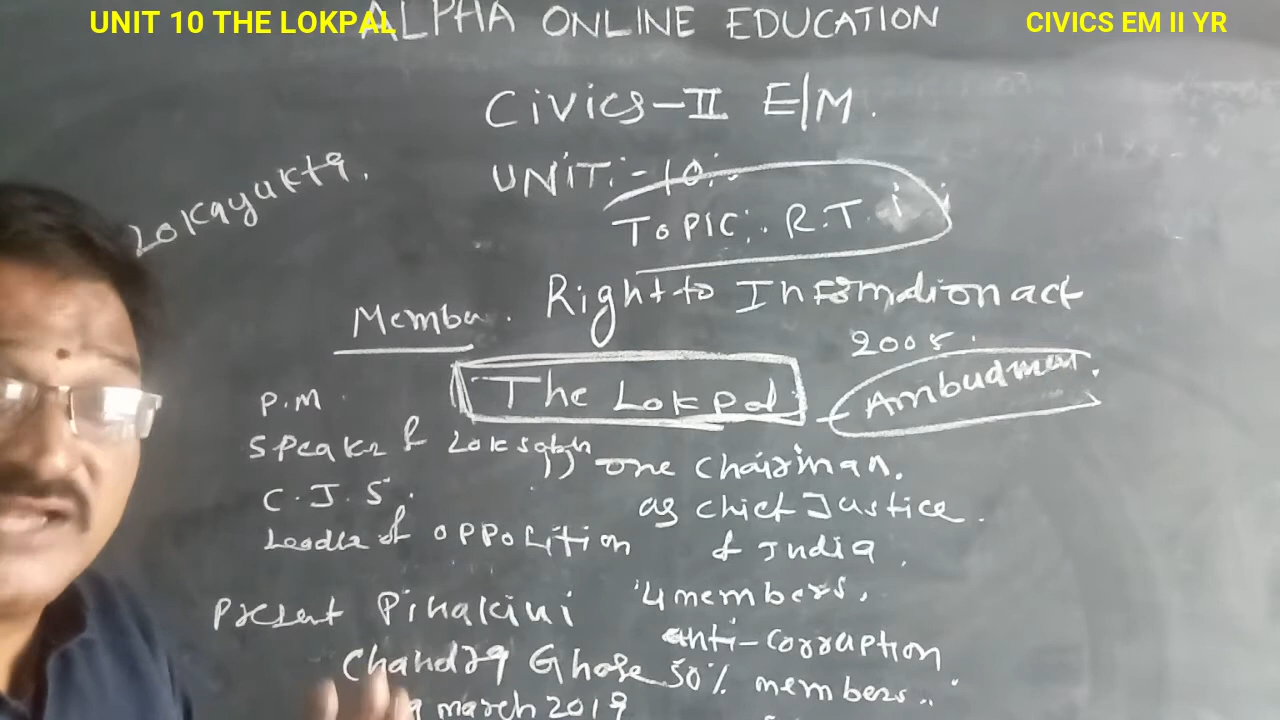 UNIT 10 THE LOKPAL
CIVICS EM II YR
ALPHA ONLINE EDUCATION
Civics-II E/M.
UNIT:-10:-
Lokayukta.
TOPIC:. R.T.i
Right to Information act
2005.
Member.
The Lokpal
Ambudman.
P.M.
Speaker of Loksabh
C.J.S.
Leader of oppolition
1) one chairman.
as chief Justice.
of India.
4 members.
anti-corruption
50% members..
Present Pinakini
Chandra Ghose
march 2019